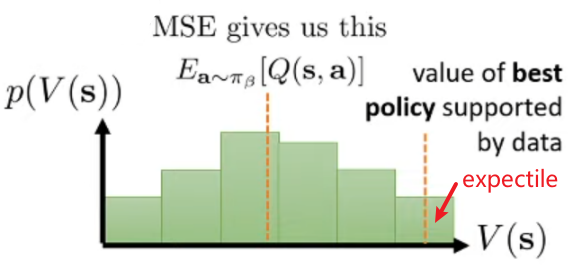 MSE gives us this
$E_{\mathbf{a}\sim\pi_\beta}[Q(\mathbf{s},\mathbf{a})]$
value of best
policy supported
by data
$p(V(\mathbf{s}))$
expectile
$V(\mathbf{s})$